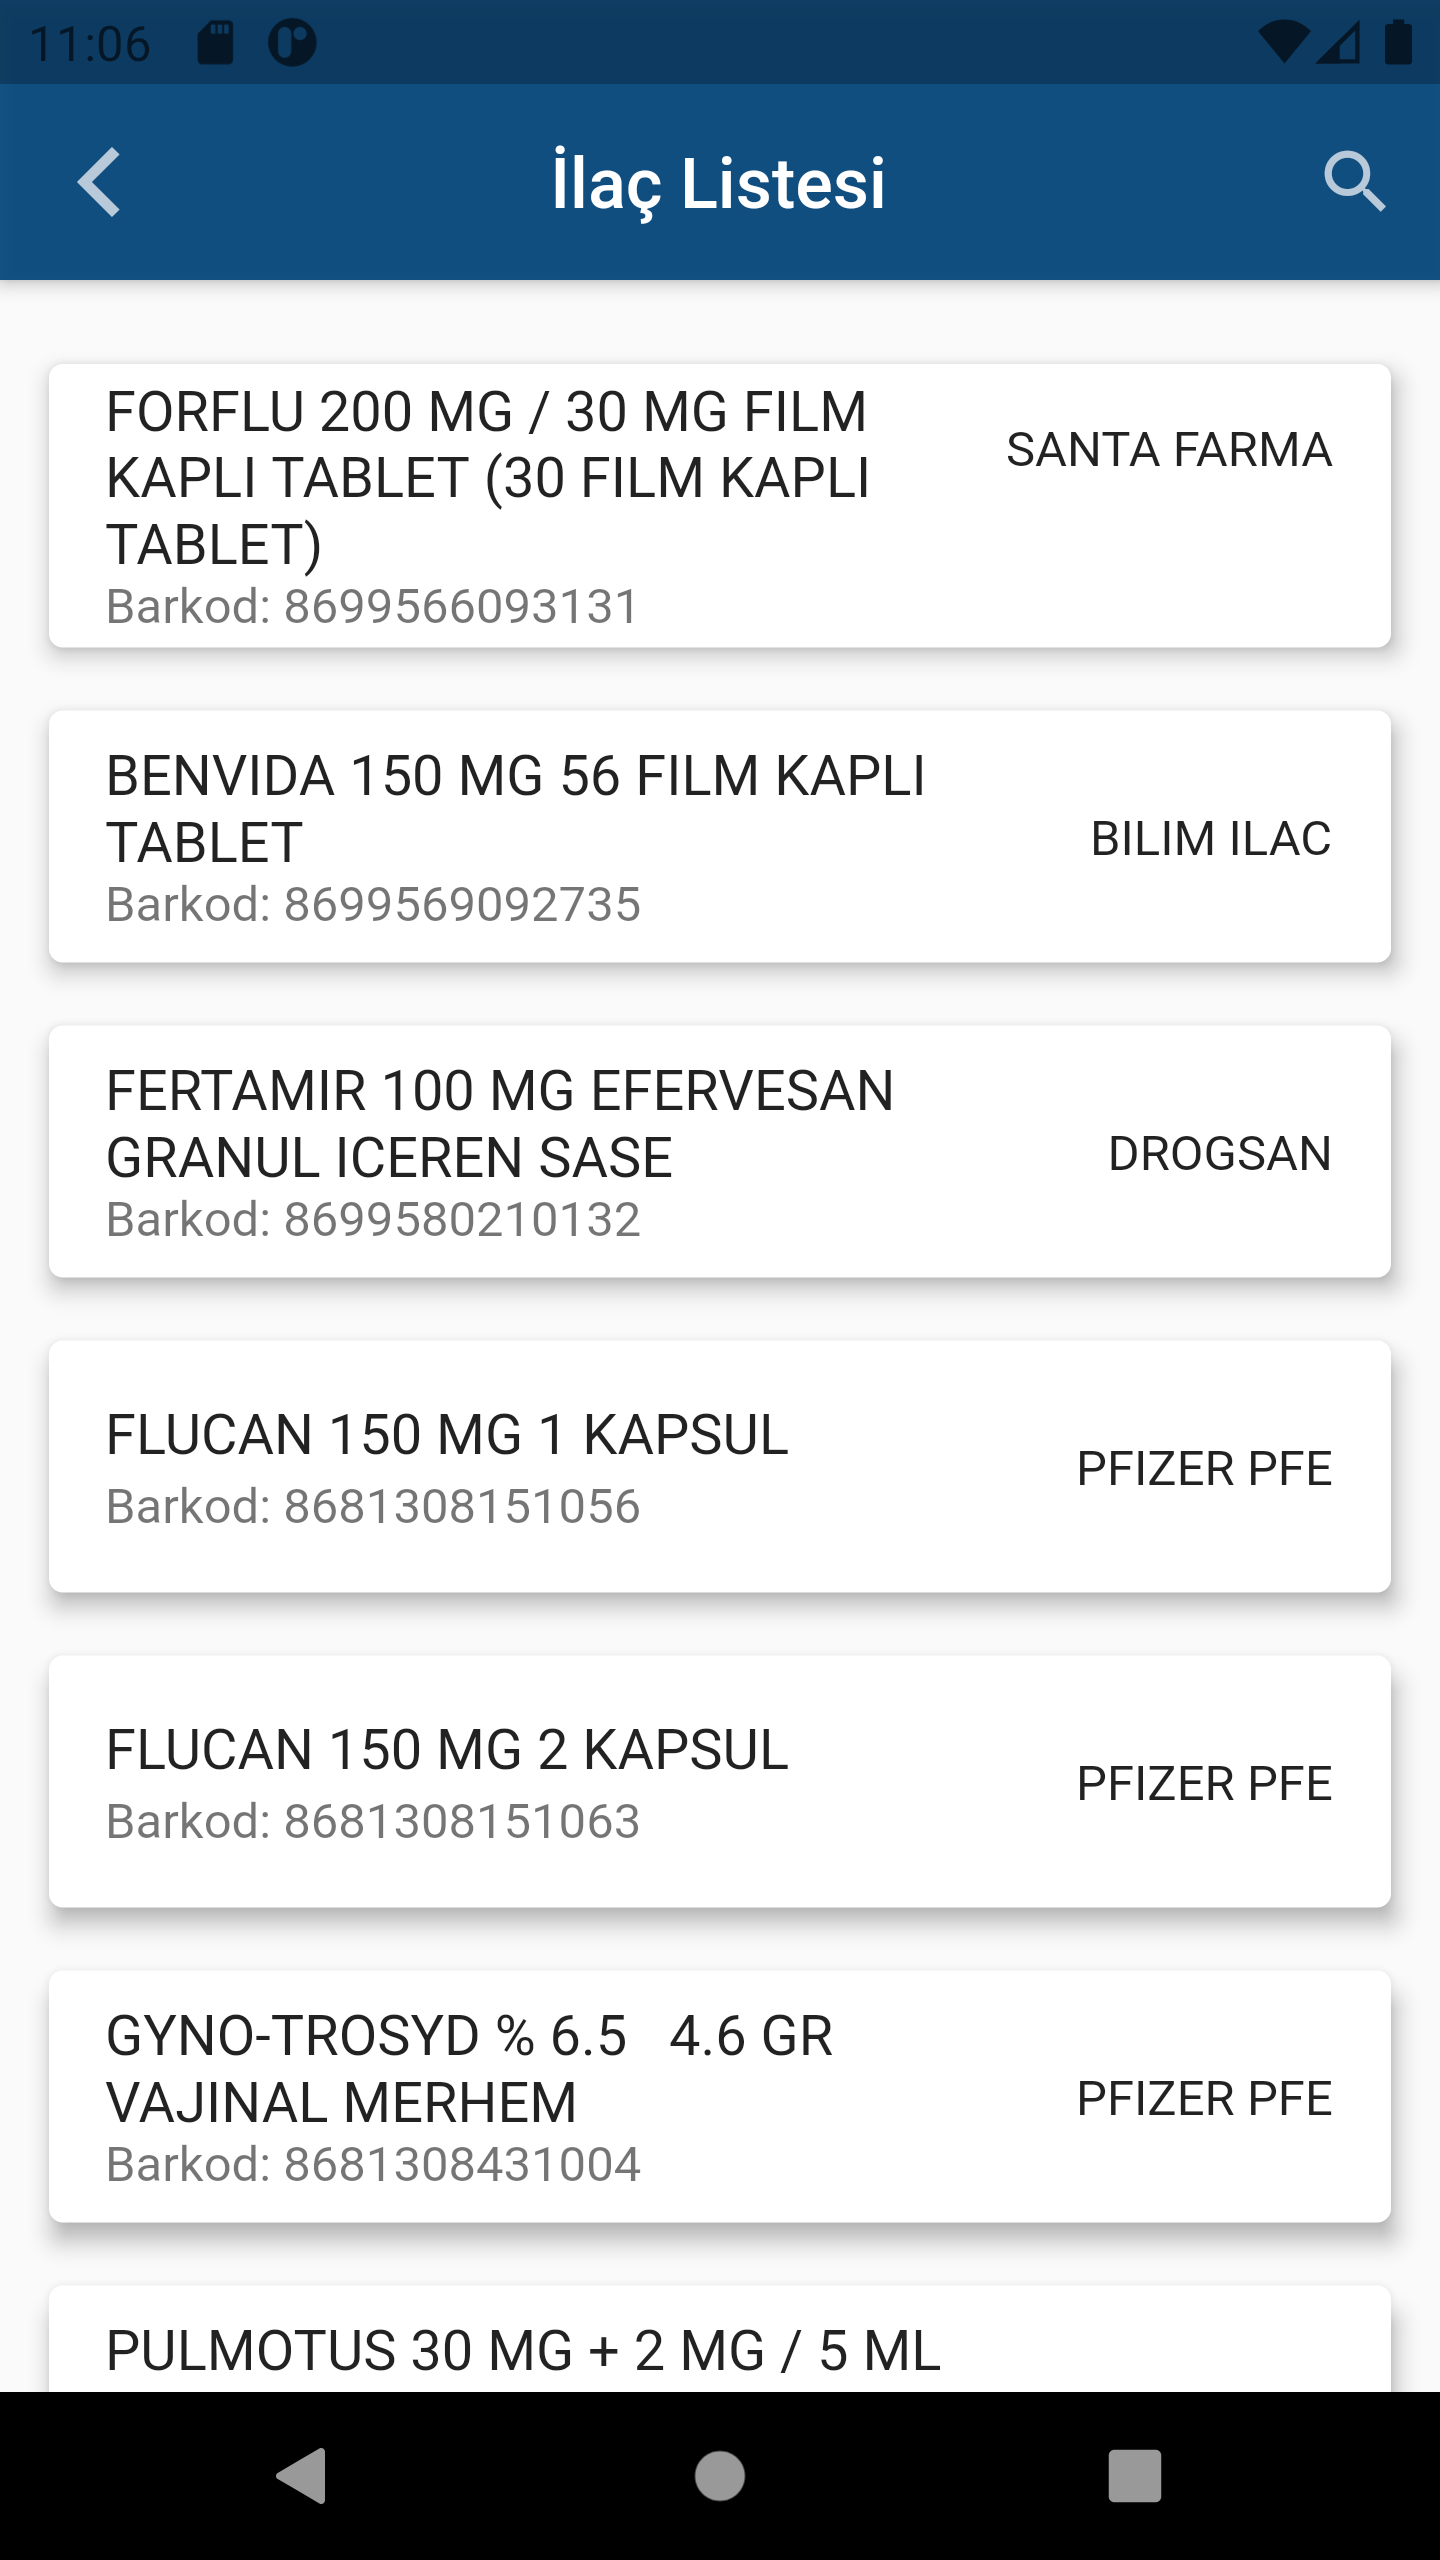 11:06
İlaç Listesi
FORFLU 200 MG / 30 MG FILM
KAPLI TABLET (30 FILM KAPLI
TABLET)
Barkod: 8699566093131
SANTA FARMA
BENVIDA 150 MG 56 FILM KAPLI
TABLET
Barkod: 8699569092735
BILIM ILAC
FERTAMIR 100 MG EFERVESAN
GRANUL ICEREN SASE
Barkod: 8699580210132
DROGSAN
FLUCAN 150 MG 1 KAPSUL
Barkod: 8681308151056
PFIZER PFE
FLUCAN 150 MG 2 KAPSUL
Barkod: 8681308151063
PFIZER PFE
GYNO-TROSYD % 6.5   4.6 GR
VAJINAL MERHEM
Barkod: 8681308431004
PFIZER PFE
PULMOTUS 30 MG + 2 MG / 5 ML